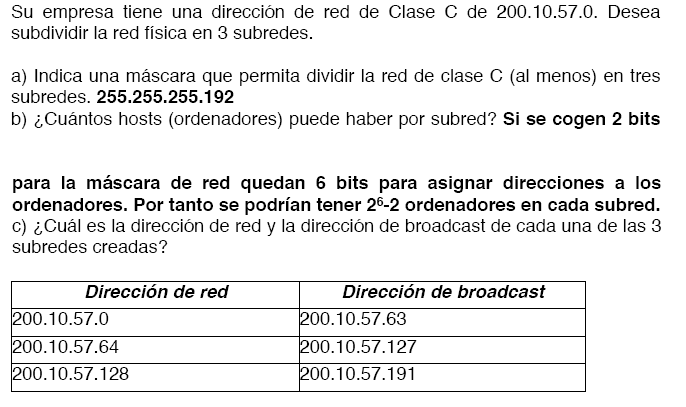 Su empresa tiene una dirección de red de Clase C de 200.10.57.0. Desea
subdividir la red física en 3 subredes.
a) Indica una máscara que permita dividir la red de clase C (al menos) en tres
subredes. 255.255.255.192
b) ¿Cuántos hosts (ordenadores) puede haber por subred? Si se cogen 2 bits
para la máscara de red quedan 6 bits para asignar direcciones a los
ordenadores. Por tanto se podrían tener 2⁶-2 ordenadores en cada subred.
c) ¿Cuál es la dirección de red y la dirección de broadcast de cada una de las 3
subredes creadas?
Dirección de red Dirección de broadcast
200.10.57.0 200.10.57.63
200.10.57.64 200.10.57.127
200.10.57.128 200.10.57.191